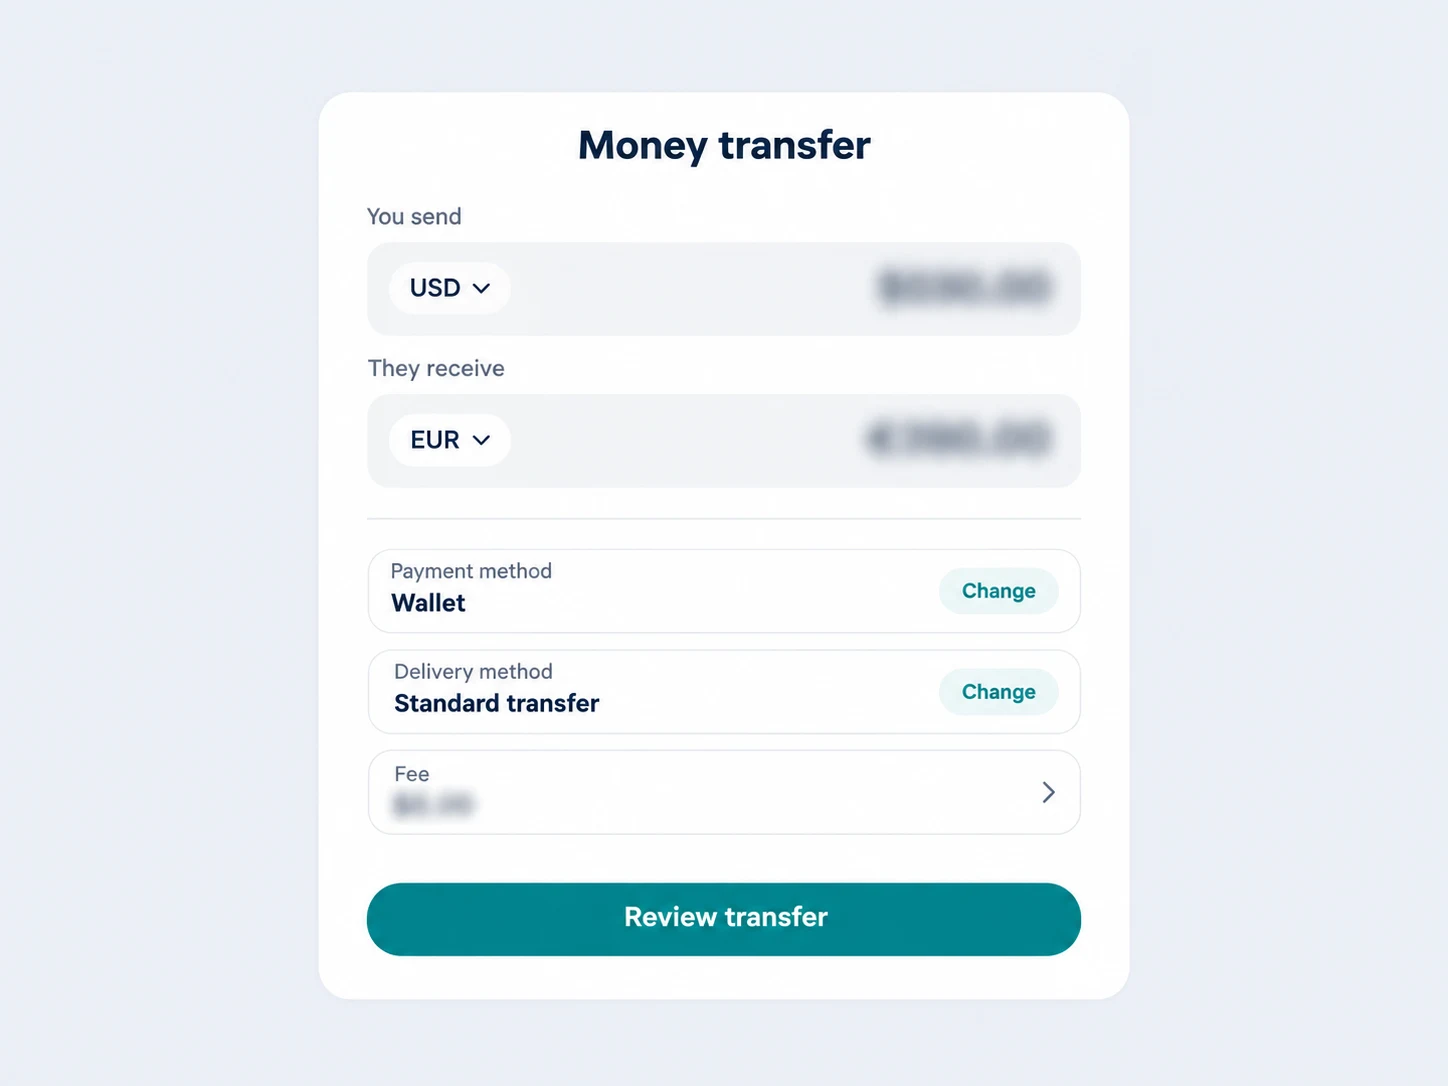 Money transfer
You send
USD
They receive
EUR
Payment method
Wallet
Change
Delivery method
Standard transfer
Change
Fee
Review transfer